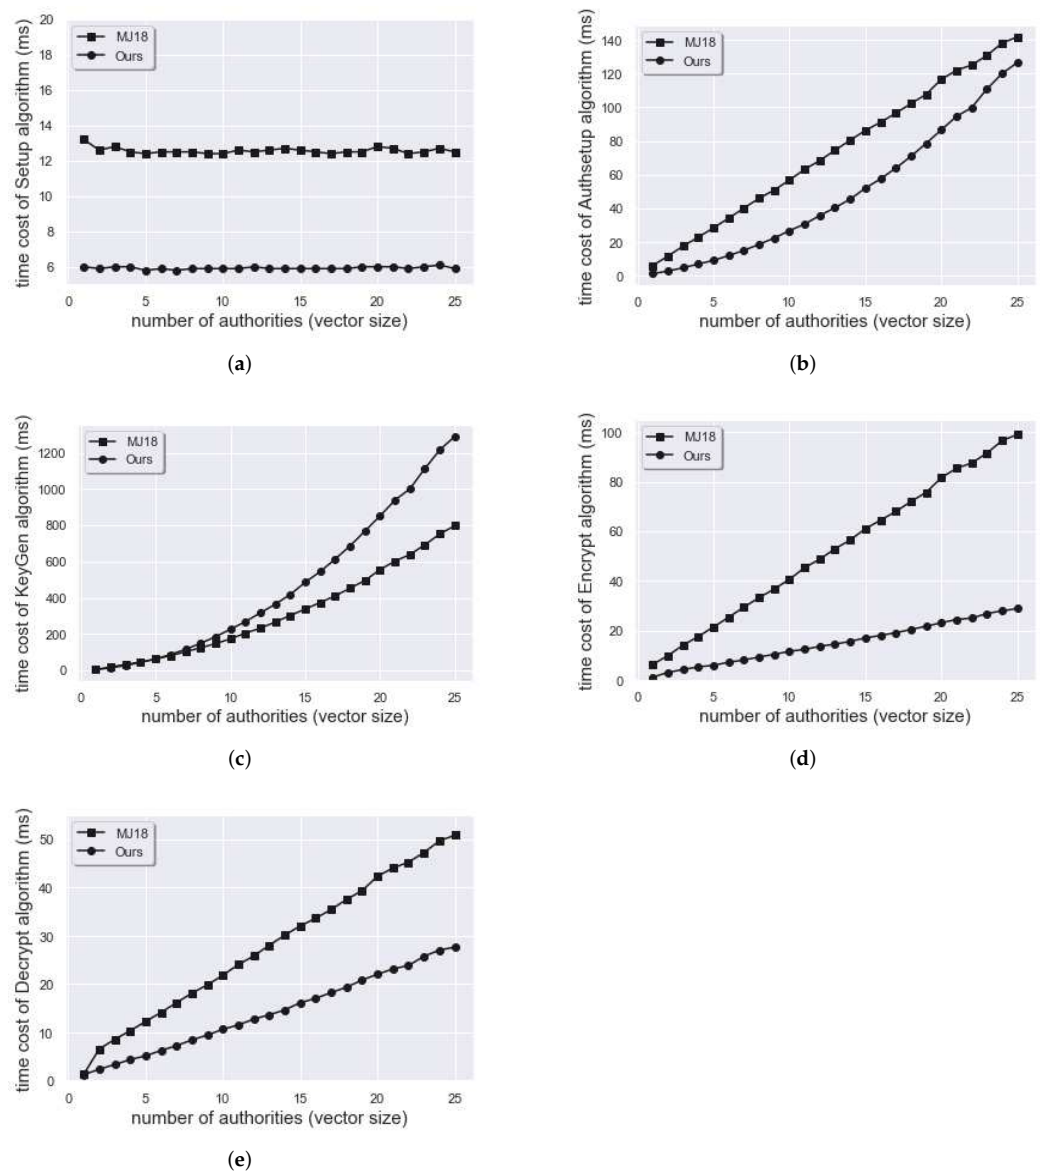 20
18
16
14
12
10
8
6
MJ18
Ours
time cost of Setup algorithm (ms)
0 5 10 15 20 25
number of authorities (vector size)
(a)
140
120
100
80
60
40
20
0
MJ18
Ours
time cost of Authsetup algorithm (ms)
0 5 10 15 20 25
number of authorities (vector size)
(b)
1200
1000
800
600
400
200
0
MJ18
Ours
time cost of KeyGen algorithm (ms)
0 5 10 15 20 25
number of authorities (vector size)
(c)
100
80
60
40
20
0
MJ18
Ours
time cost of Encrypt algorithm (ms)
0 5 10 15 20 25
number of authorities (vector size)
(d)
50
40
30
20
10
0
MJ18
Ours
time cost of Decrypt algorithm (ms)
0 5 10 15 20 25
number of authorities (vector size)
(e)